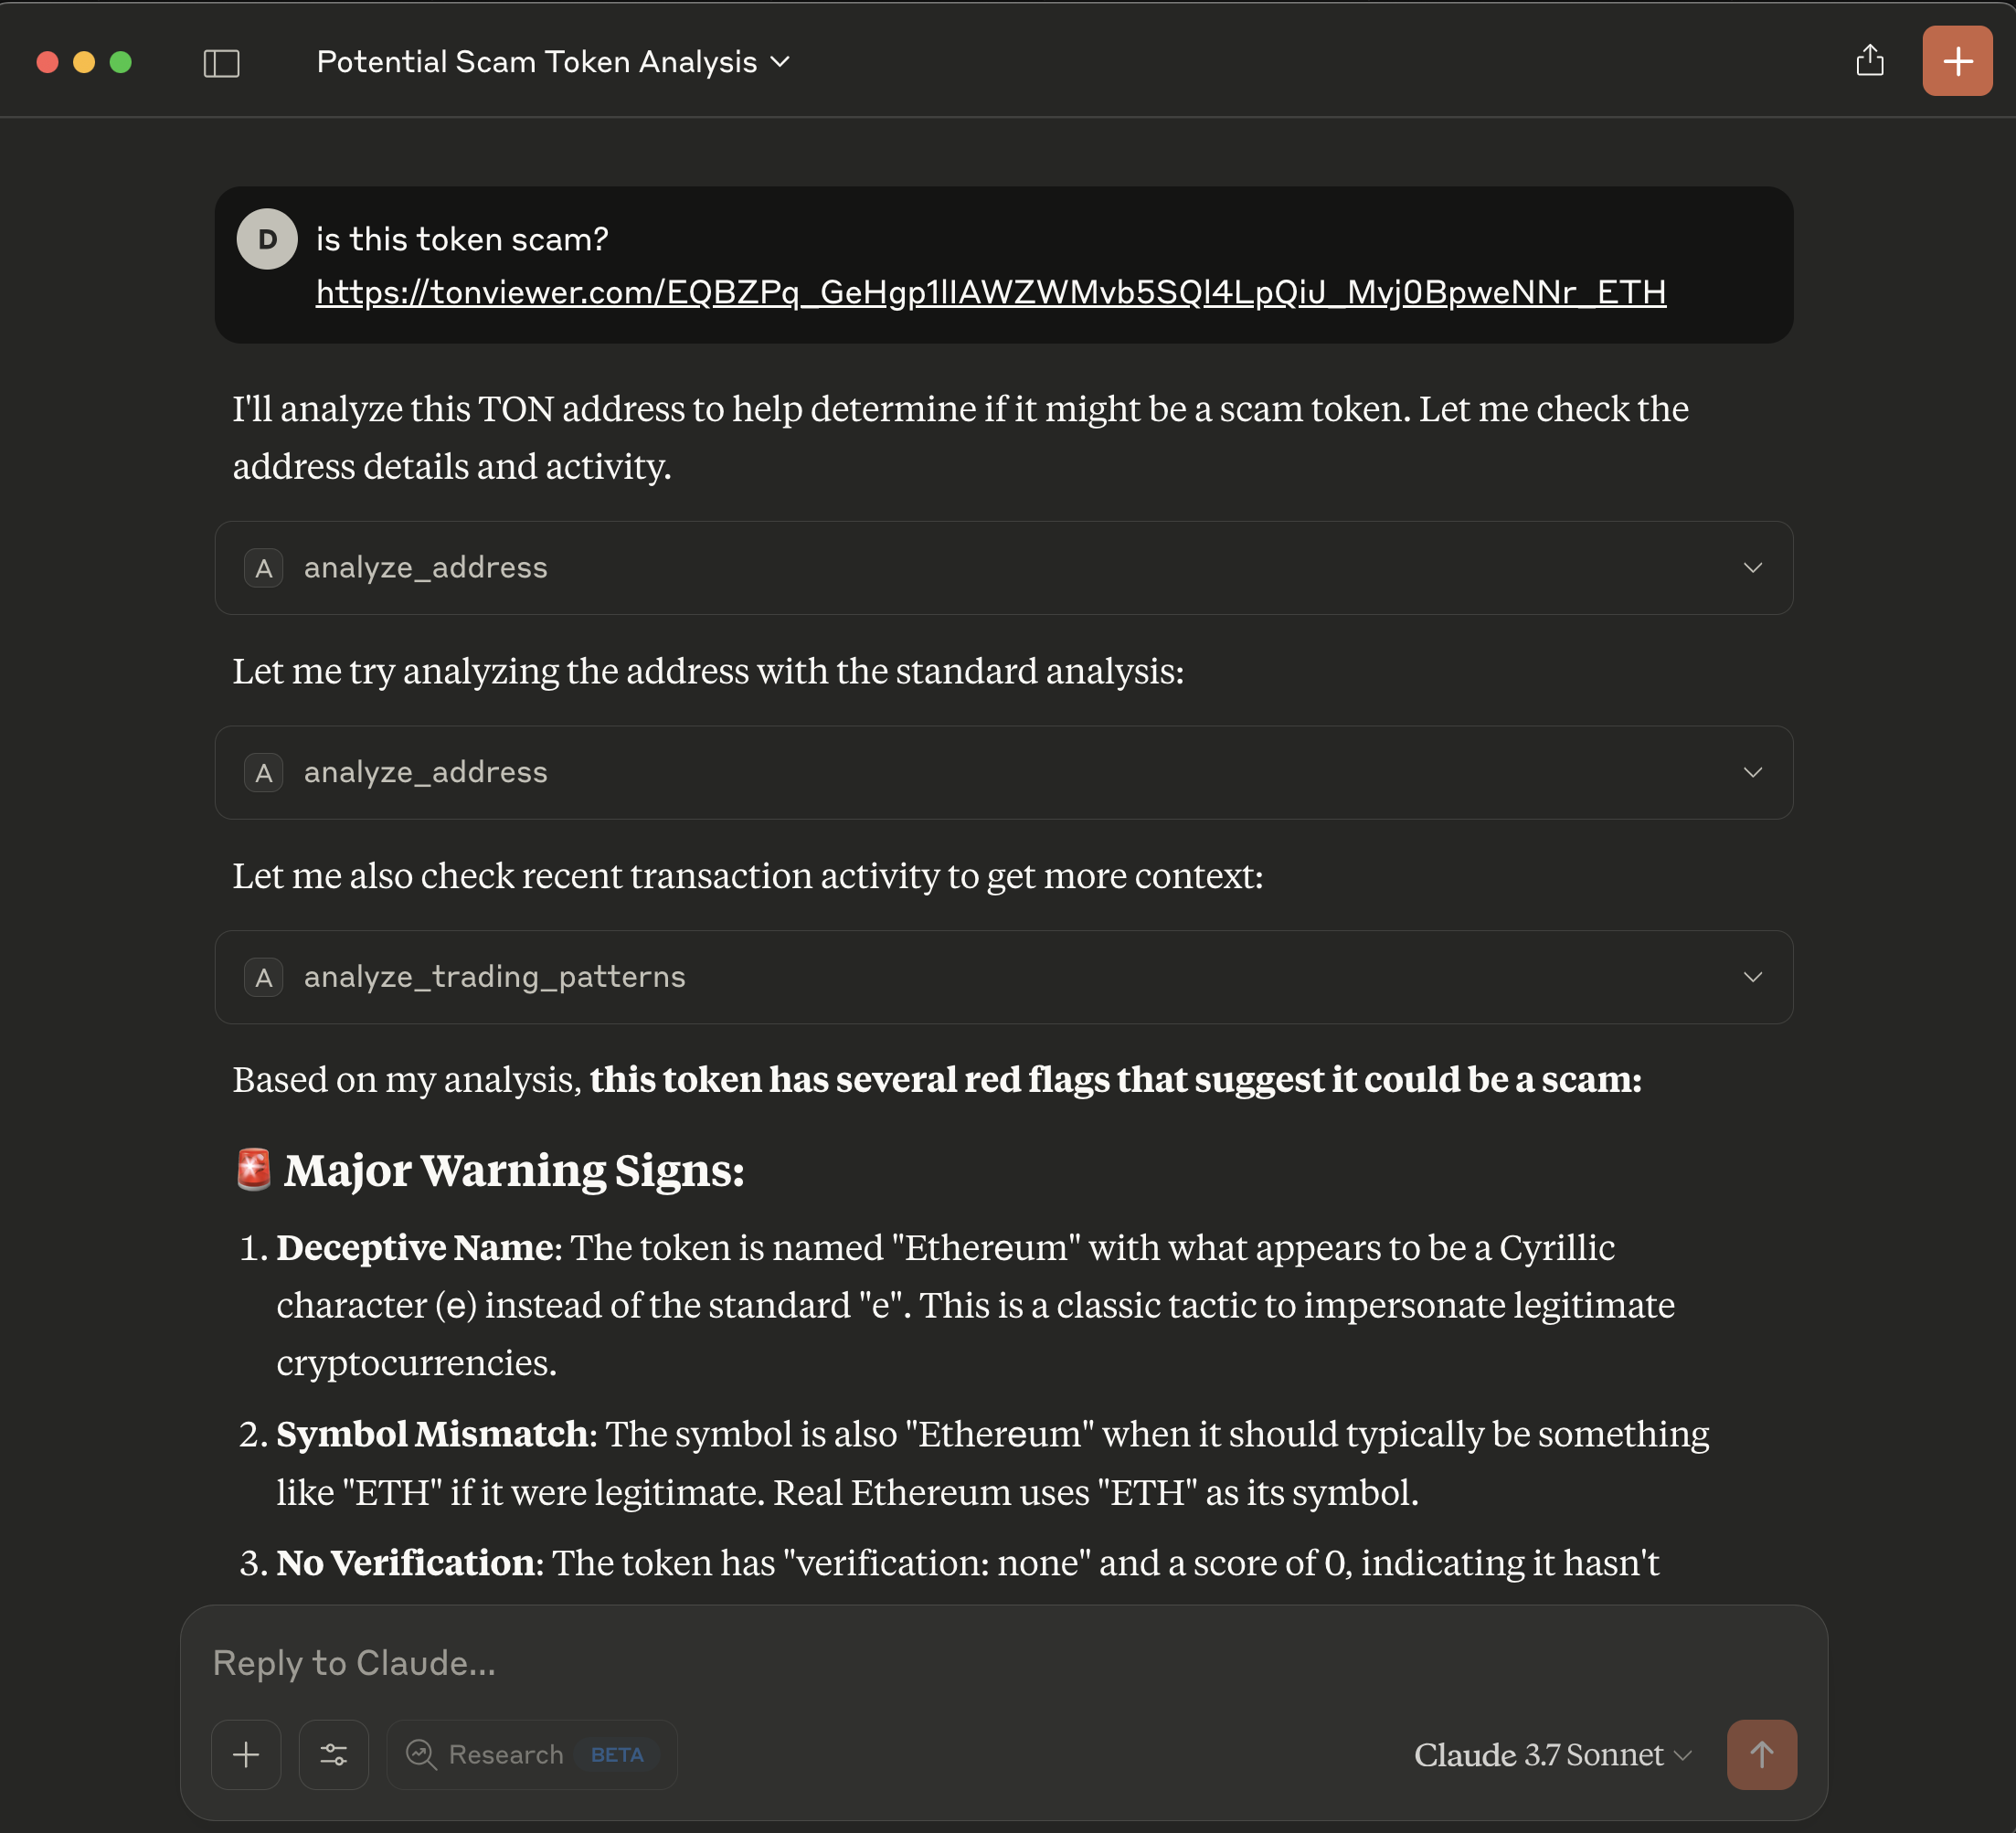 Potential Scam Token Analysis
D
is this token scam?
https://tonviewer.com/EQBZPq_GeHgp1lIAWZWMvb5SQl4LpQiJ_Mvj0BpweNNr_ETH
I'll analyze this TON address to help determine if it might be a scam token. Let me check the
address details and activity.
A analyze_address
Let me try analyzing the address with the standard analysis:
A analyze_address
Let me also check recent transaction activity to get more context:
A analyze_trading_patterns
Based on my analysis, this token has several red flags that suggest it could be a scam:
🚨 Major Warning Signs:
1. Deceptive Name: The token is named "Etherеum" with what appears to be a Cyrillic
character (е) instead of the standard "e". This is a classic tactic to impersonate legitimate
cryptocurrencies.
2. Symbol Mismatch: The symbol is also "Etherеum" when it should typically be something
like "ETH" if it were legitimate. Real Ethereum uses "ETH" as its symbol.
3. No Verification: The token has "verification: none" and a score of 0, indicating it hasn't
Reply to Claude...
Research BETA
Claude 3.7 Sonnet